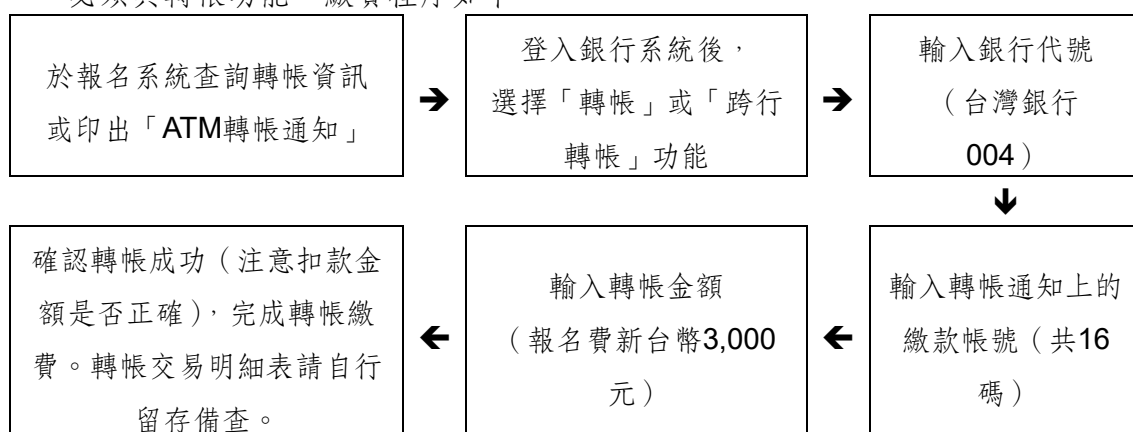 於報名系統查詢轉帳資訊
或印出「ATM轉帳通知」
➔
登入銀行系統後，
選擇「轉帳」或「跨行
轉帳」功能
➔
輸入銀行代號
（台灣銀行
004）
輸入轉帳通知上的
繳款帳號（共16
碼）
輸入轉帳金額
（報名費新台幣3,000
元）
確認轉帳成功（注意扣款金
額是否正確），完成轉帳繳
費。轉帳交易明細表請自行
留存備查。